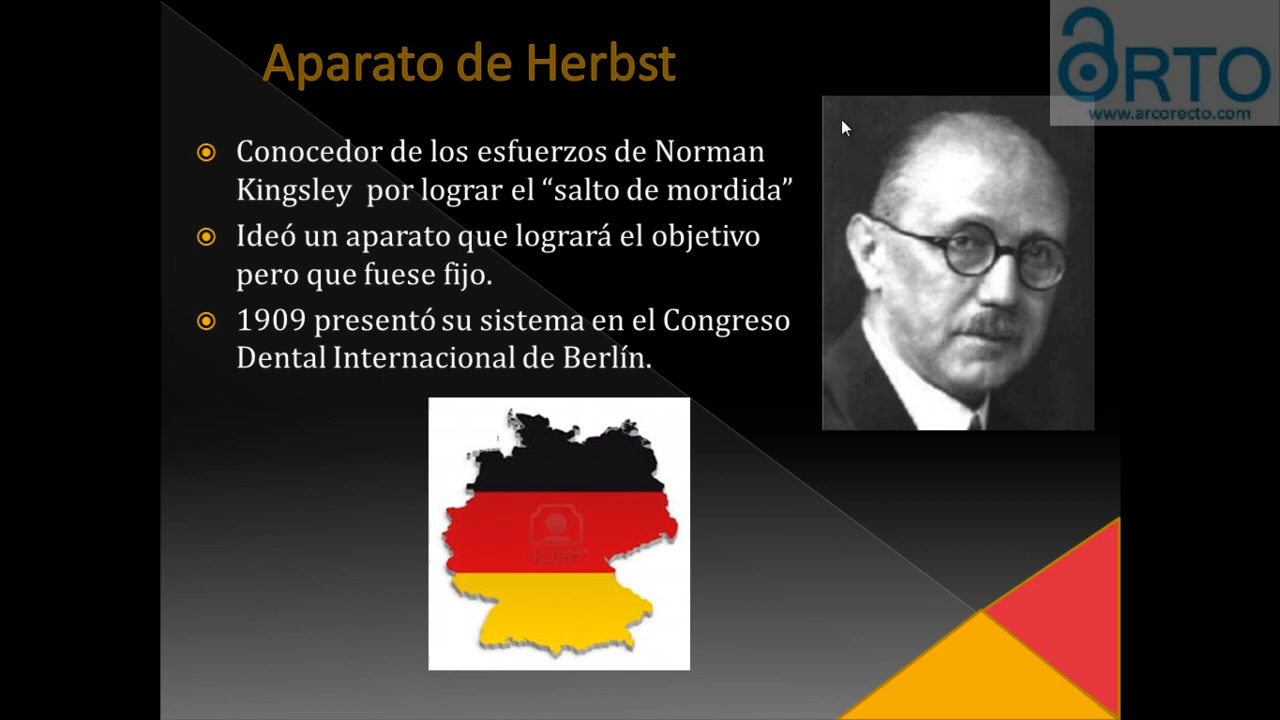 Aparato de Herbst
ARTO
www.arcorecto.com
Conocedor de los esfuerzos de Norman
Kingsley por lograr el “salto de mordida”
Ideó un aparato que logrará el objetivo
pero que fuese fijo.
1909 presentó su sistema en el Congreso
Dental Internacional de Berlín.